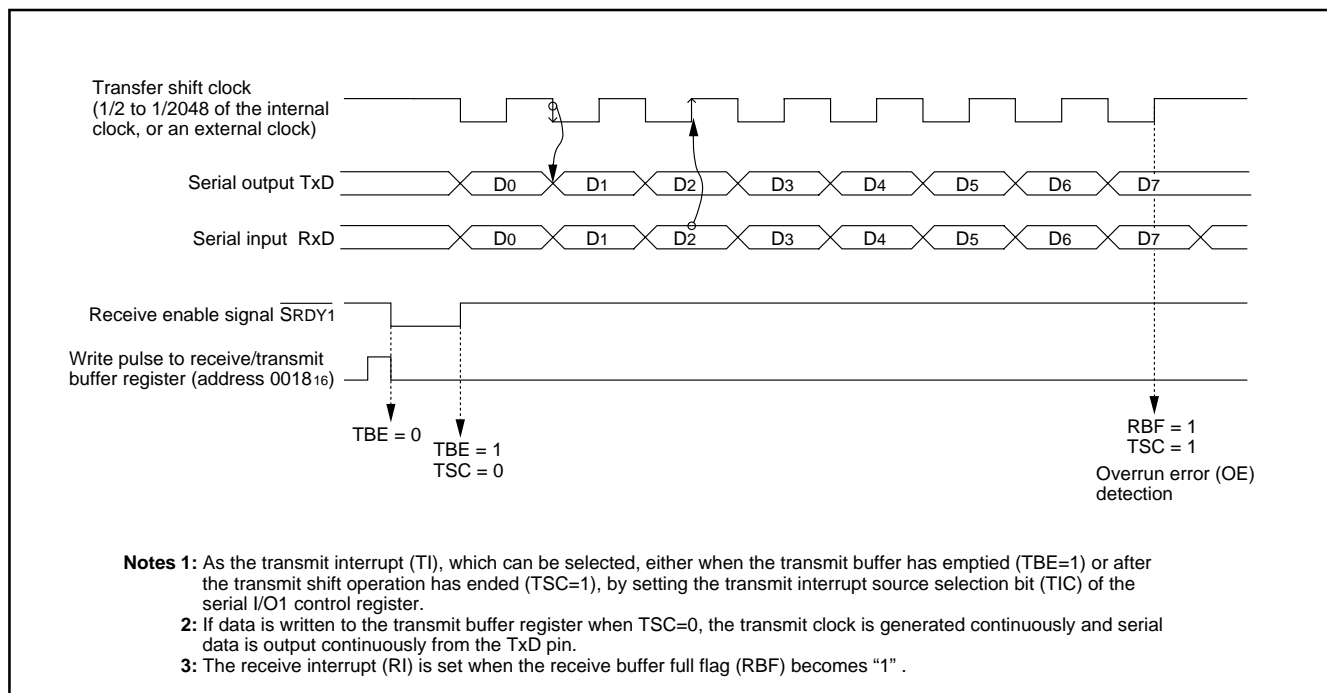 Transfer shift clock
(1/2 to 1/2048 of the internal
clock, or an external clock)
Serial output TxD
D0 D1 D2 D3 D4 D5 D6 D7
Serial input RxD
D0 D1 D2 D3 D4 D5 D6 D7
Receive enable signal SRDY1
Write pulse to receive/transmit
buffer register (address 001816)
TBE = 0
TBE = 1
TSC = 0
RBF = 1
TSC = 1
Overrun error (OE)
detection
Notes 1: As the transmit interrupt (TI), which can be selected, either when the transmit buffer has emptied (TBE=1) or after
the transmit shift operation has ended (TSC=1), by setting the transmit interrupt source selection bit (TIC) of the
serial I/O1 control register.
2: If data is written to the transmit buffer register when TSC=0, the transmit clock is generated continuously and serial
data is output continuously from the TxD pin.
3: The receive interrupt (RI) is set when the receive buffer full flag (RBF) becomes “1” .